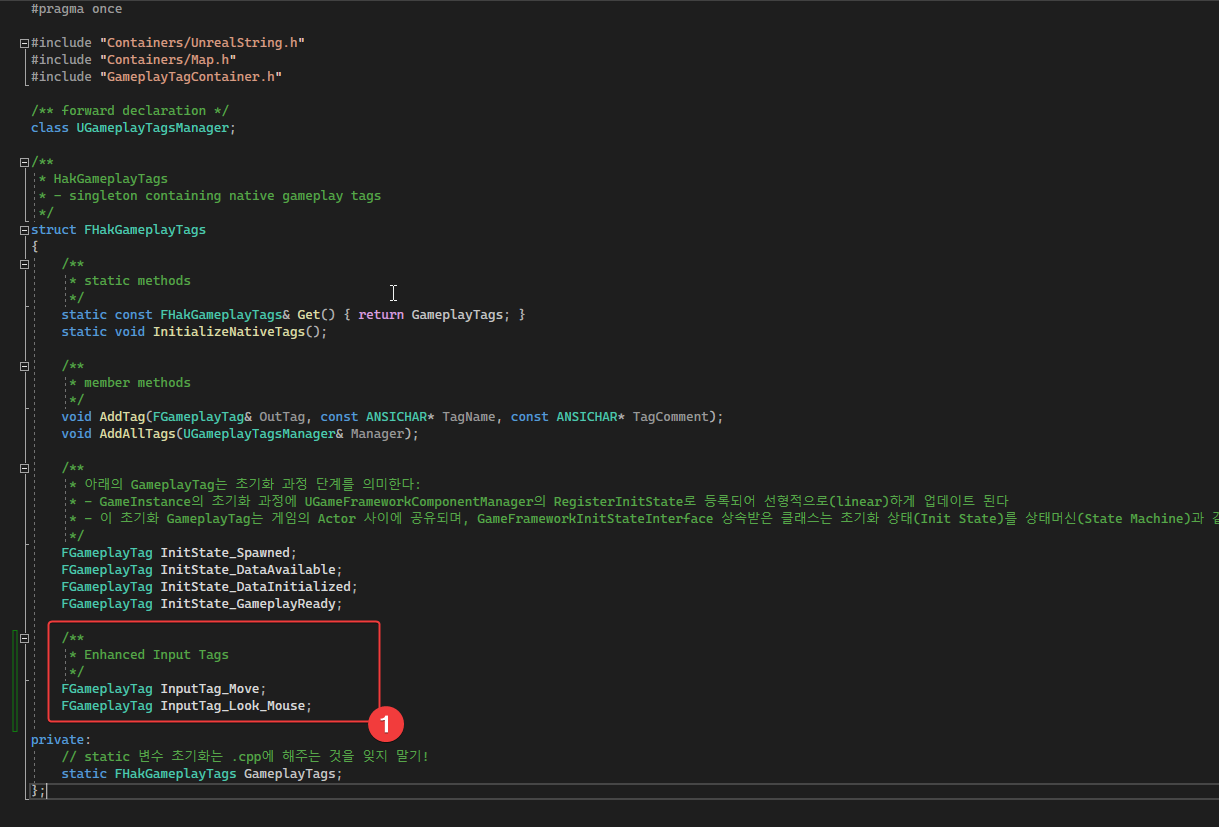 #pragma once
#include "Containers/UnrealString.h"
#include "Containers/Map.h"
#include "GameplayTagContainer.h"
/** forward declaration */
class UGameplayTagsManager;
/**
* HakGameplayTags
* - singleton containing native gameplay tags
*/
struct FHakGameplayTags
{
/**
* static methods
*/
static const FHakGameplayTags& Get() { return GameplayTags; }
static void InitializeNativeTags();
/**
* member methods
*/
void AddTag(FGameplayTag& OutTag, const ANSICHAR* TagName, const ANSICHAR* TagComment);
void AddAllTags(UGameplayTagsManager& Manager);
/**
* 아래의 GameplayTag는 초기화 과정 단계를 의미한다:
* - GameInstance의 초기화 과정에 UGameFrameworkComponentManager의 RegisterInitState로 등록되어 선형적으로(linear)하게 업데이트 된다
* - 이 초기화 GameplayTag는 게임의 Actor 사이에 공유되며, GameFrameworkInitStateInterface 상속받은 클래스는 초기화 상태(Init State)를 상태머신(State Machine)과
*/
FGameplayTag InitState_Spawned;
FGameplayTag InitState_DataAvailable;
FGameplayTag InitState_DataInitialized;
FGameplayTag InitState_GameplayReady;
/**
* Enhanced Input Tags
*/
FGameplayTag InputTag_Move;
FGameplayTag InputTag_Look_Mouse;
1
private:
// static 변수 초기화는 .cpp에 해주는 것을 잊지 말기!
static FHakGameplayTags GameplayTags;
};